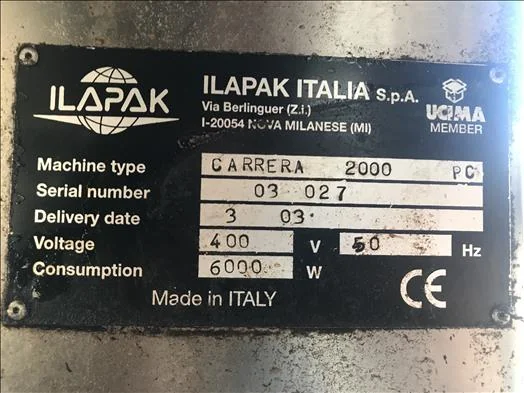 ILAPAK
ILAPAK ITALIA S.p.A.
Via Berlinguer (Z.i.)
I-20054 NOVA MILANESE (MI)
UCIMA
MEMBER
Machine type CARRERA 2000 PC
Serial number 03 027
Delivery date 3 03
Voltage 400 V 50 Hz
Consumption 6000 W
Made in ITALY CE